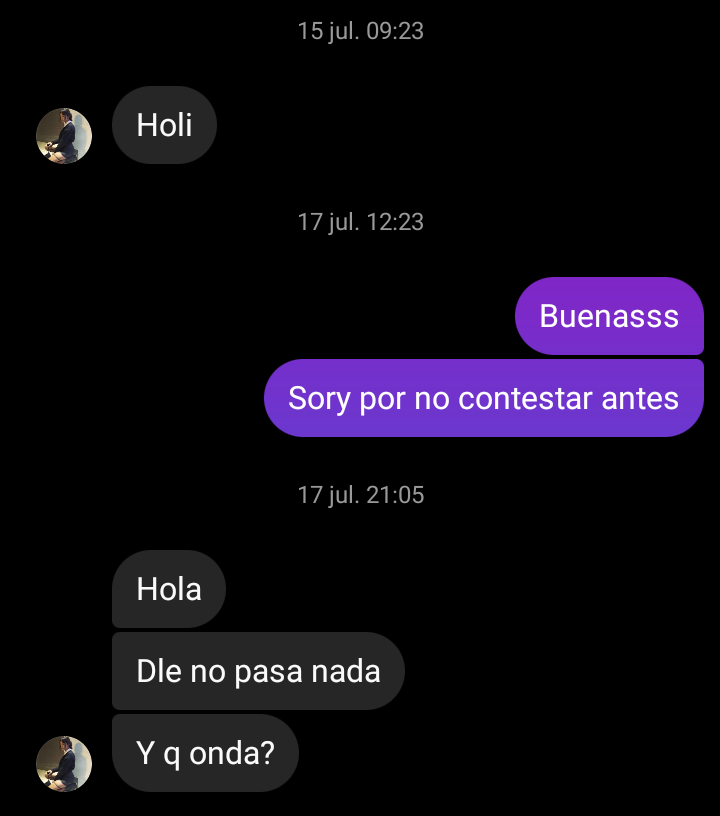 15 jul. 09:23
Holi
17 jul. 12:23
Buenasss
Sory por no contestar antes
17 jul. 21:05
Hola
Dle no pasa nada
Y q onda?